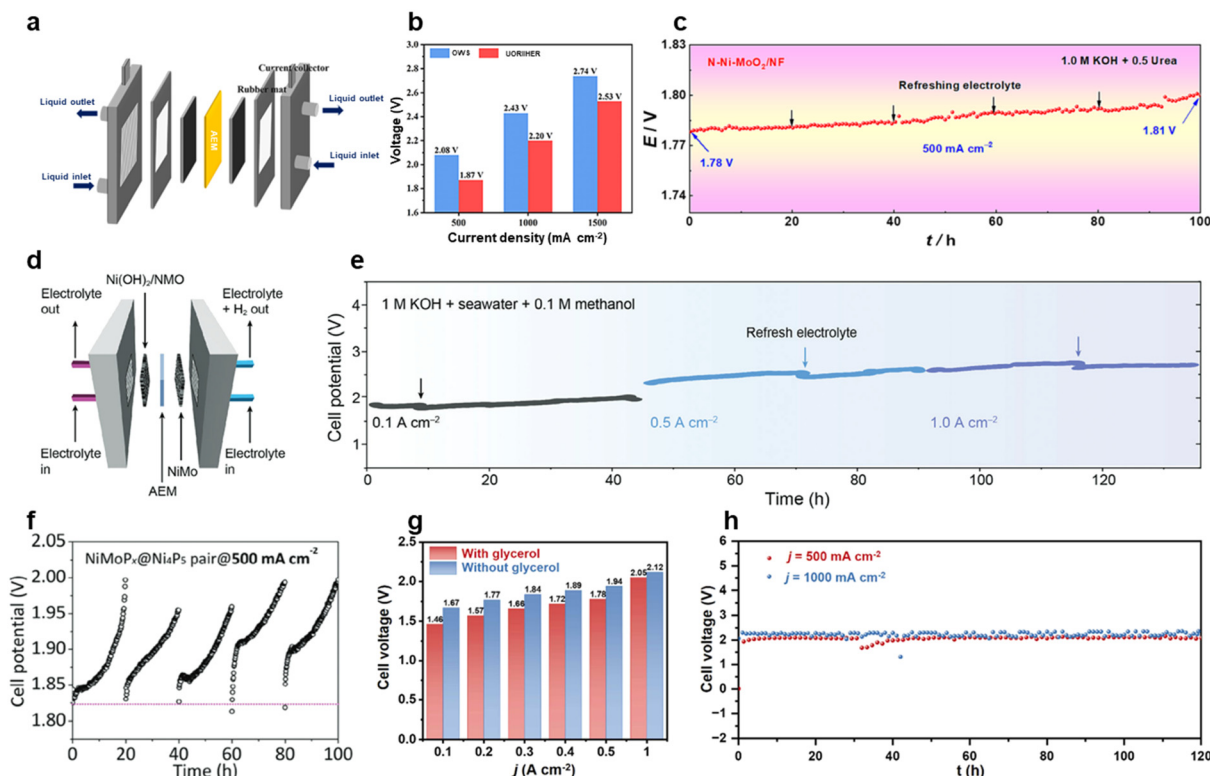 a
Current/collector
Rubber mat
Liquid outlet
Liquid outlet
AEM
Liquid inlet
Liquid inlet
b
OWS
UOR||HER
Voltage (V)
3.0
2.8
2.6
2.4
2.2
2.0
1.8
1.6
2.08 V
1.87 V
2.43 V
2.20 V
2.74 V
2.53 V
500
1000
1500
Current density (mA cm⁻²)
c
N-Ni-MoO₂/NF
1.0 M KOH + 0.5 Urea
Refreshing electrolyte
1.83
1.80
1.77
1.74
E / V
1.78 V
1.81 V
500 mA cm⁻²
0
20
40
60
80
100
t / h
d
Ni(OH)₂/NMO
Electrolyte
out
Electrolyte
+ H₂ out
Electrolyte
in
Electrolyte
in
NiMo
AEM
e
1 M KOH + seawater + 0.1 M methanol
Refresh electrolyte
Cell potential (V)
4
3
2
1
0.1 A cm⁻²
0.5 A cm⁻²
1.0 A cm⁻²
0
20
40
60
80
100
120
Time (h)
f
NiMoPₓ@Ni₄P₅ pair@500 mA cm⁻²
Cell potential (V)
2.05
2.00
1.95
1.90
1.85
1.80
0
20
40
60
80
100
Time (h)
g
With glycerol
Without glycerol
Cell voltage (V)
2.5
2.0
1.5
1.0
0.5
0.0
1.46
1.67
1.57
1.77
1.66
1.84
1.72
1.89
1.78
1.94
2.05
2.12
0.1
0.2
0.3
0.4
0.5
1
j (A cm⁻²)
h
j = 500 mA cm⁻²
j = 1000 mA cm⁻²
Cell voltage (V)
6
5
4
3
2
1
0
−1
−2
0
20
40
60
80
100
120
t (h)